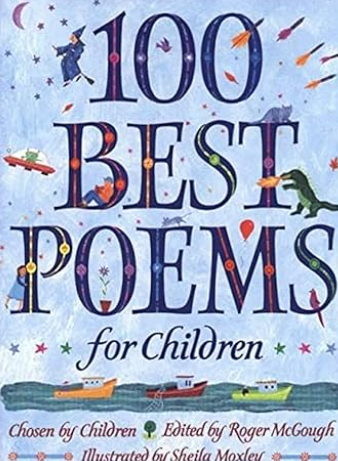 100
BEST
POEMS
for Children
Chosen by Children Edited by Roger McGough
Illustrated by Sheila Moxley